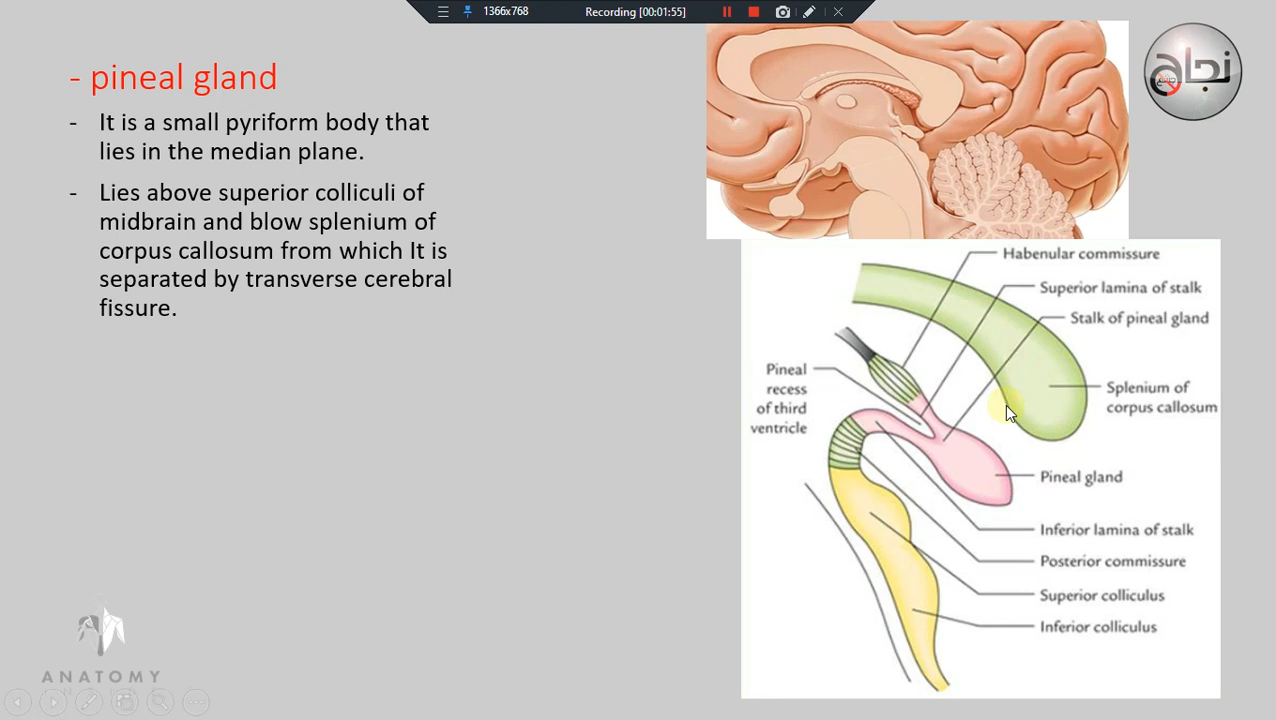 1366x768
Recording [00:01:55]
- pineal gland
- It is a small pyriform body that
lies in the median plane.
- Lies above superior colliculi of
midbrain and blow splenium of
corpus callosum from which It is
separated by transverse cerebral
fissure.
نجاح
Habenular commissure
Superior lamina of stalk
Stalk of pineal gland
Pineal
recess
of third
ventricle
Splenium of
corpus callosum
Pineal gland
Inferior lamina of stalk
Posterior commissure
Superior colliculus
Inferior colliculus
ANATOMY